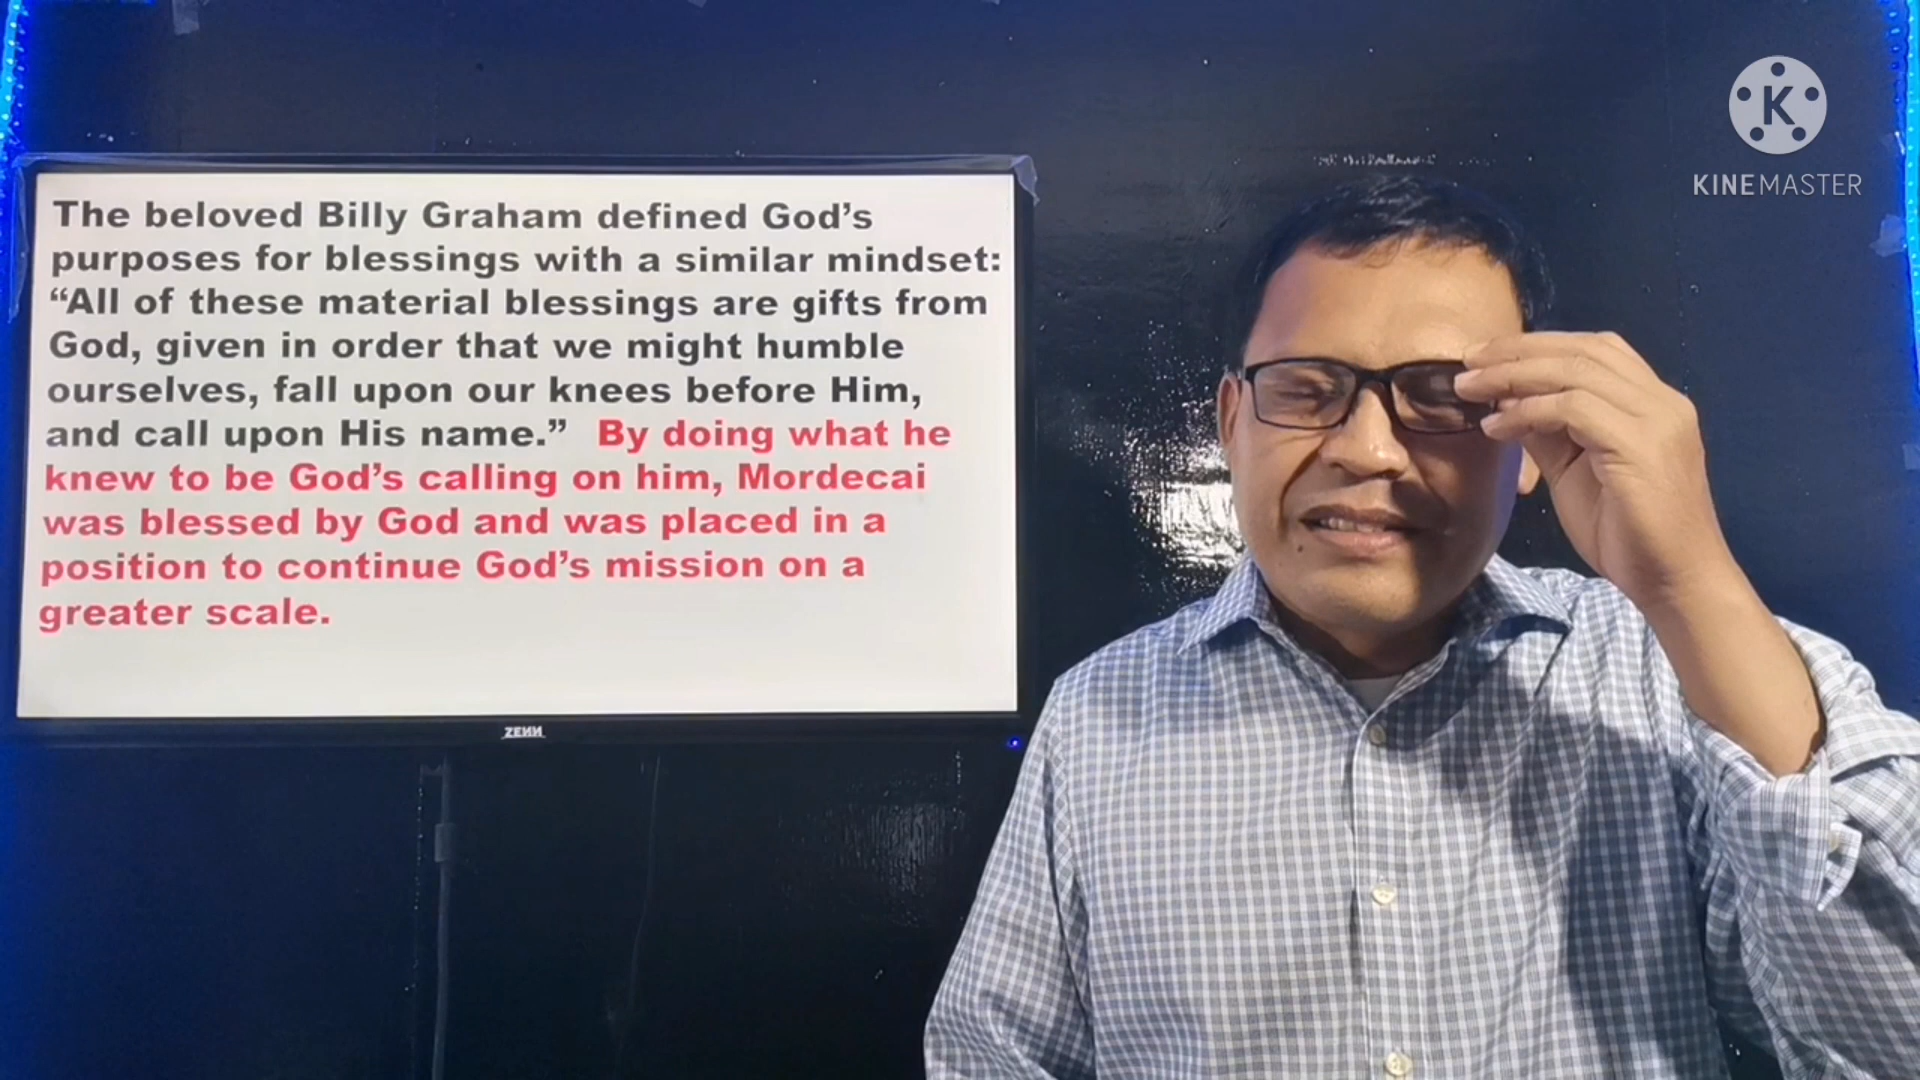 The beloved Billy Graham defined God’s
purposes for blessings with a similar mindset:
“All of these material blessings are gifts from
God, given in order that we might humble
ourselves, fall upon our knees before Him,
and call upon His name.” By doing what he
knew to be God’s calling on him, Mordecai
was blessed by God and was placed in a
position to continue God’s mission on a
greater scale.
ZENN
K
KINEMASTER